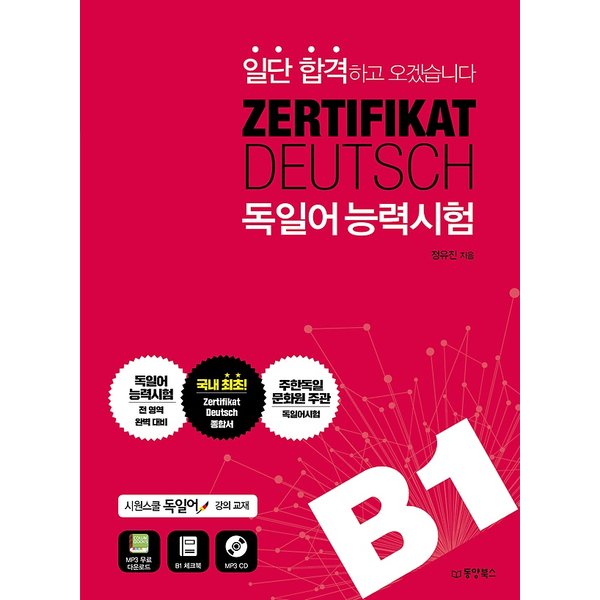 일단 합격하고 오겠습니다
ZERTIFIKAT
DEUTSCH
독일어 능력시험
정유진 지음
독일어
능력시험
전 영역
완벽 대비
국내 최초!
Zertifikat
Deutsch
종합서
주한독일
문화원 주관
독일어시험
B1
시원스쿨 독일어 강의 교재
MP3 무료
다운로드
B1 체크북
MP3 CD
동양북스